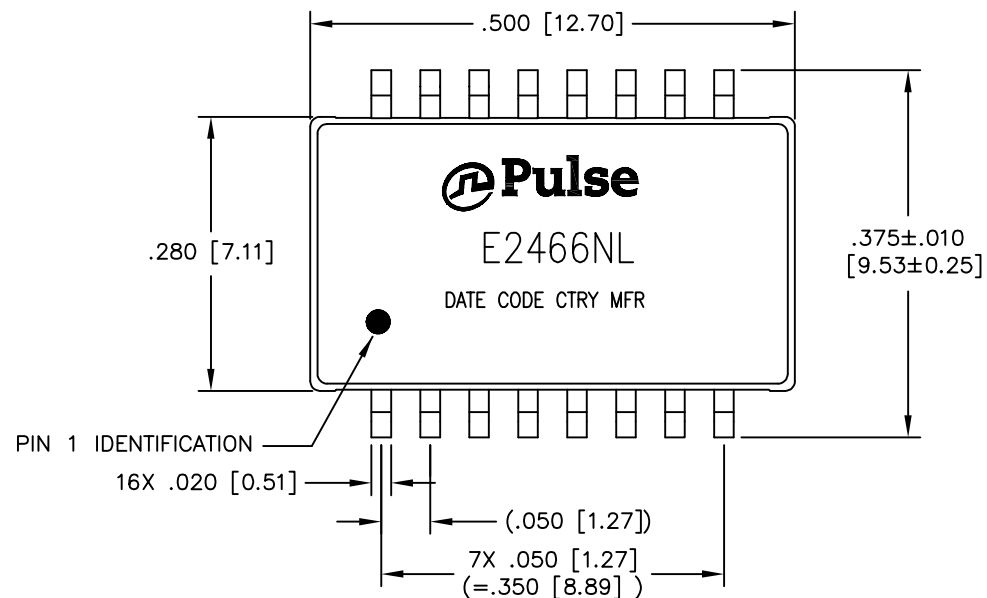 .500 [12.70]
Pulse
E2466NL
DATE CODE CTRY MFR
.280 [7.11]
.375±.010
[9.53±0.25]
PIN 1 IDENTIFICATION
16X .020 [0.51]
(.050 [1.27])
7X .050 [1.27]
(=.350 [8.89] )